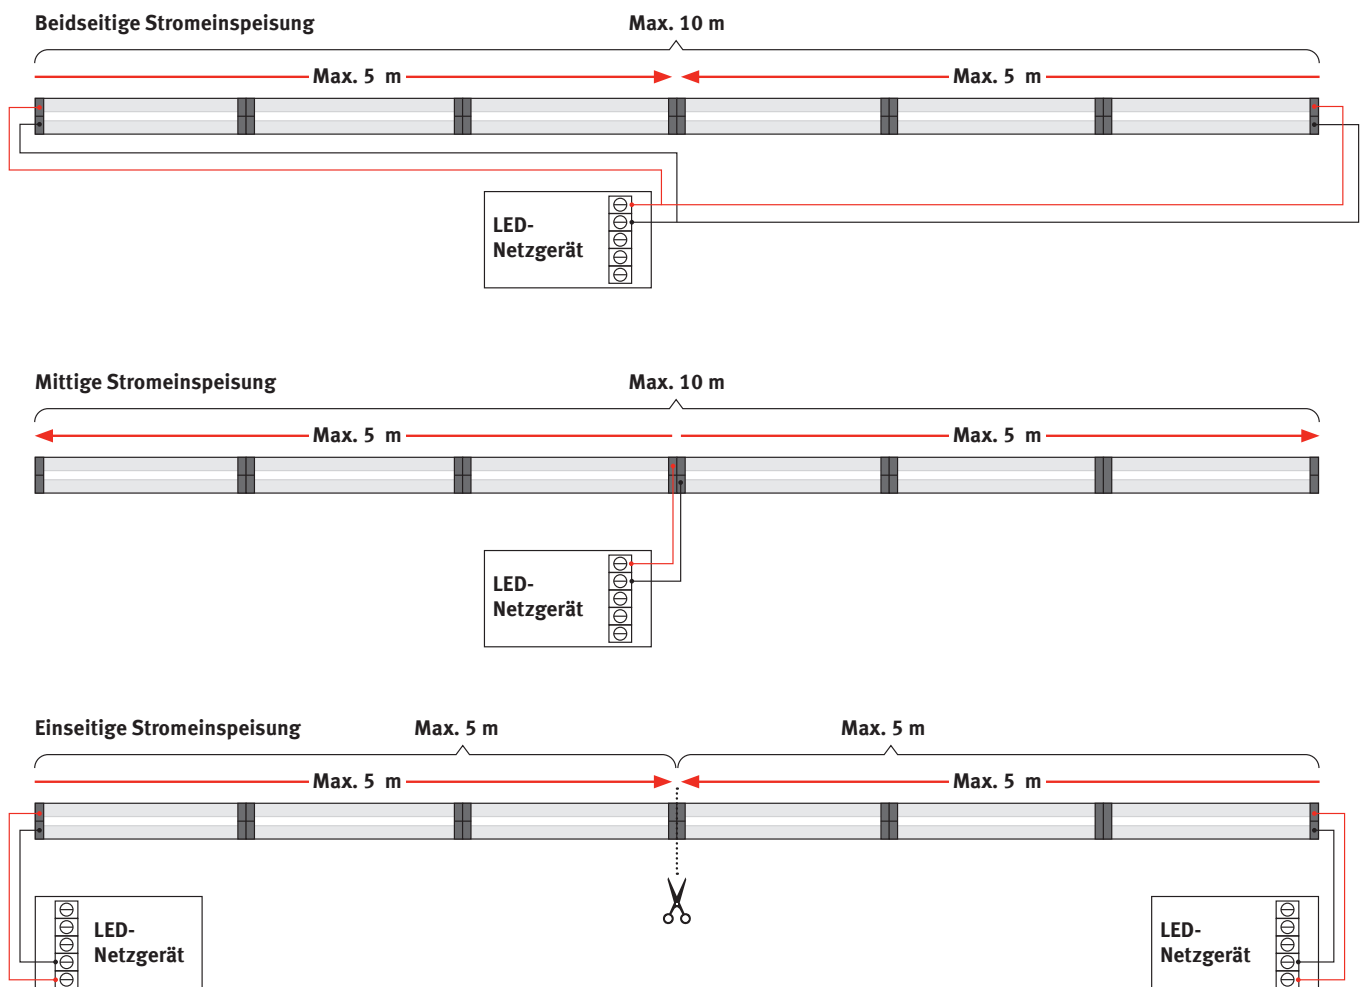 Beidseitige Stromeinspeisung
Max. 10 m
Max. 5 m
Max. 5 m
LED-
Netzgerät
Mittige Stromeinspeisung
Max. 10 m
Max. 5 m
Max. 5 m
LED-
Netzgerät
Einseitige Stromeinspeisung
Max. 5 m
Max. 5 m
Max. 5 m
Max. 5 m
LED-
Netzgerät
LED-
Netzgerät